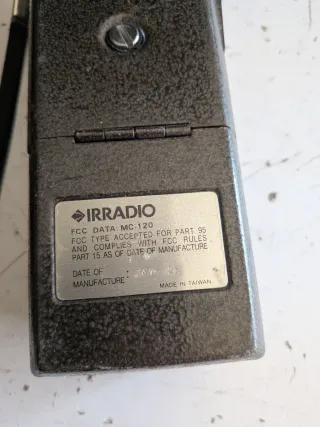 IRRADIO
FCC DATA MC-120
FCC TYPE ACCEPTED FOR PART 95
AND COMPLIES WITH FCC RULES
PART 15 AS OF DATE OF MANUFACTURE
DATE OF
MANUFACTURE :
MADE IN TAIWAN